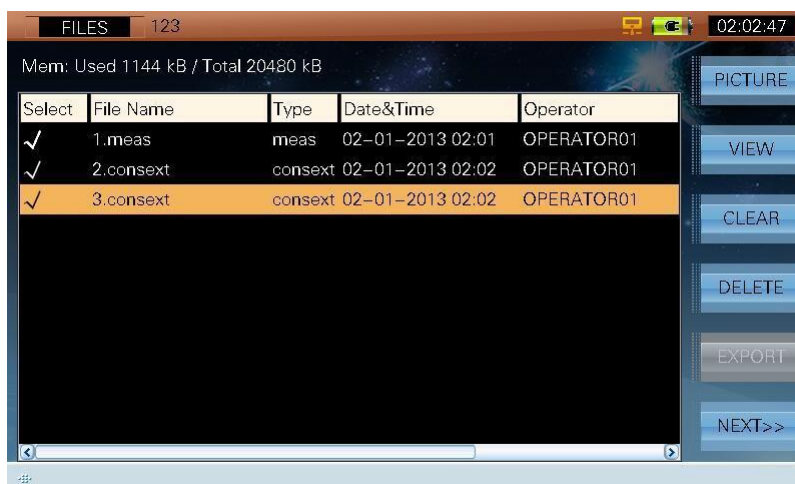 FILES 123 02:02:47
Mem: Used 1144 kB / Total 20480 kB
Select File Name Type Date&Time Operator
1.meas meas 02-01-2013 02:01 OPERATOR01
2.consext consext 02-01-2013 02:02 OPERATOR01
3.consext consext 02-01-2013 02:02 OPERATOR01
PICTURE
VIEW
CLEAR
DELETE
EXPORT
NEXT>>